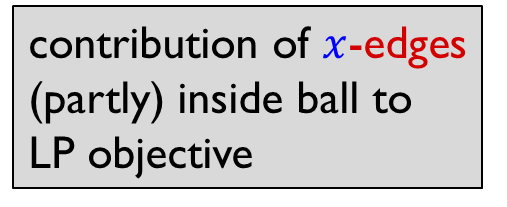 contribution of x-edges
(partly) inside ball to
LP objective